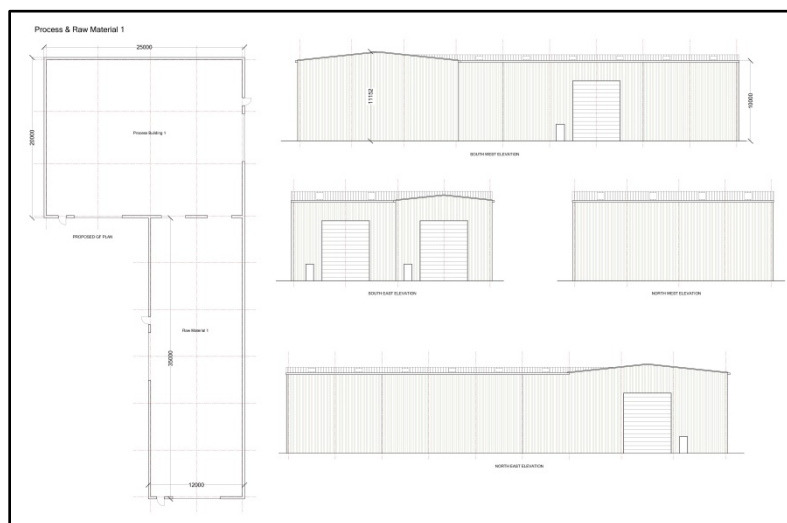 Process & Raw Material 1
25000
20000
Process Building 1
PROPOSED GF PLAN
35000
Raw Material 1
12000
11152
10000
SOUTH WEST ELEVATION
SOUTH EAST ELEVATION
NORTH WEST ELEVATION
NORTH EAST ELEVATION